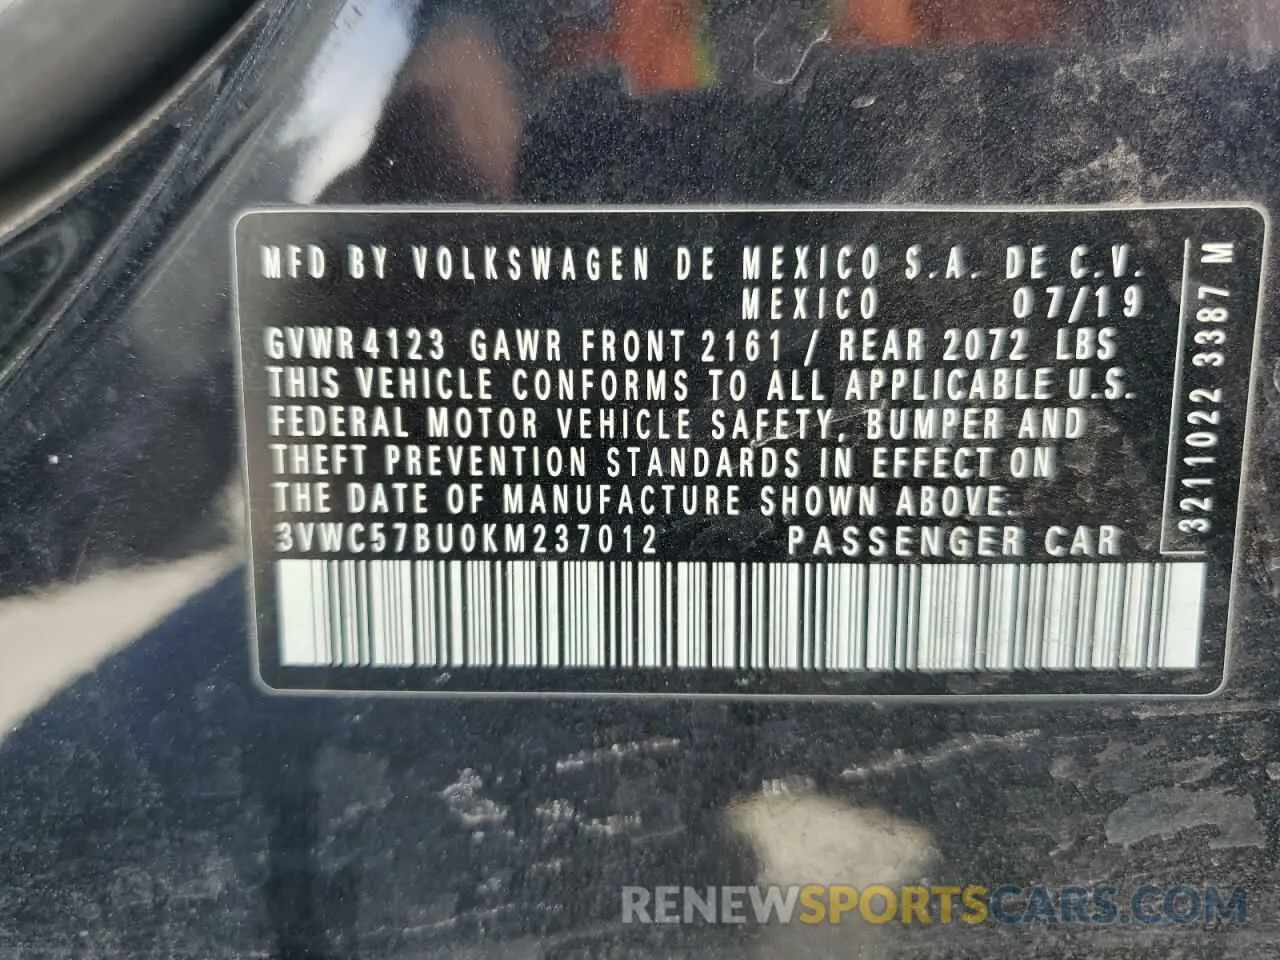 MFD BY VOLKSWAGEN DE MEXICO S.A. DE C.V.
MEXICO 07/19
GVWR 4123 GAWR FRONT 2161 / REAR 2072 LBS
THIS VEHICLE CONFORMS TO ALL APPLICABLE U.S.
FEDERAL MOTOR VEHICLE SAFETY, BUMPER AND
THEFT PREVENTION STANDARDS IN EFFECT ON
THE DATE OF MANUFACTURE SHOWN ABOVE.
3VWC57BU0KM237012 PASSENGER CAR
3211022 3387 M
RENEWSPORTSCARS.COM